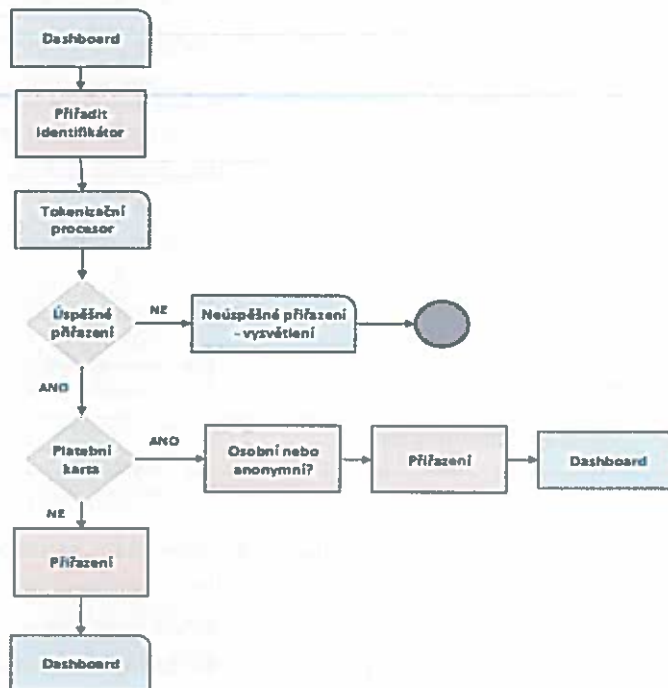 Dashboard
Přiřadit
identifikátor
Tokenizační
procesor
Úspěšné
přiřazení
NE
Neúspěšné přiřazení
- vysvětlení
ANO
Platební
karta
ANO
Osobní nebo
anonymní?
Přiřazení
Dashboard
NE
Přiřazení
Dashboard